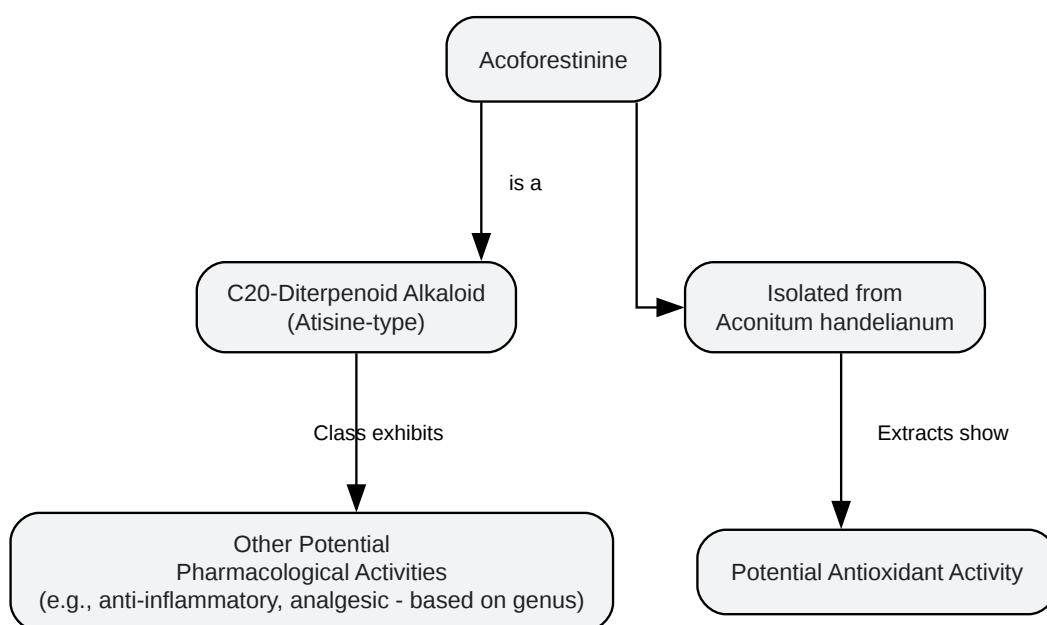 Acoforestinine
is a
C20-Diterpenoid Alkaloid
(Atisine-type)
Isolated from
Aconitum handelianum
Class exhibits
Extracts show
Other Potential
Pharmacological Activities
(e.g., anti-inflammatory, analgesic - based on genus)
Potential Antioxidant Activity